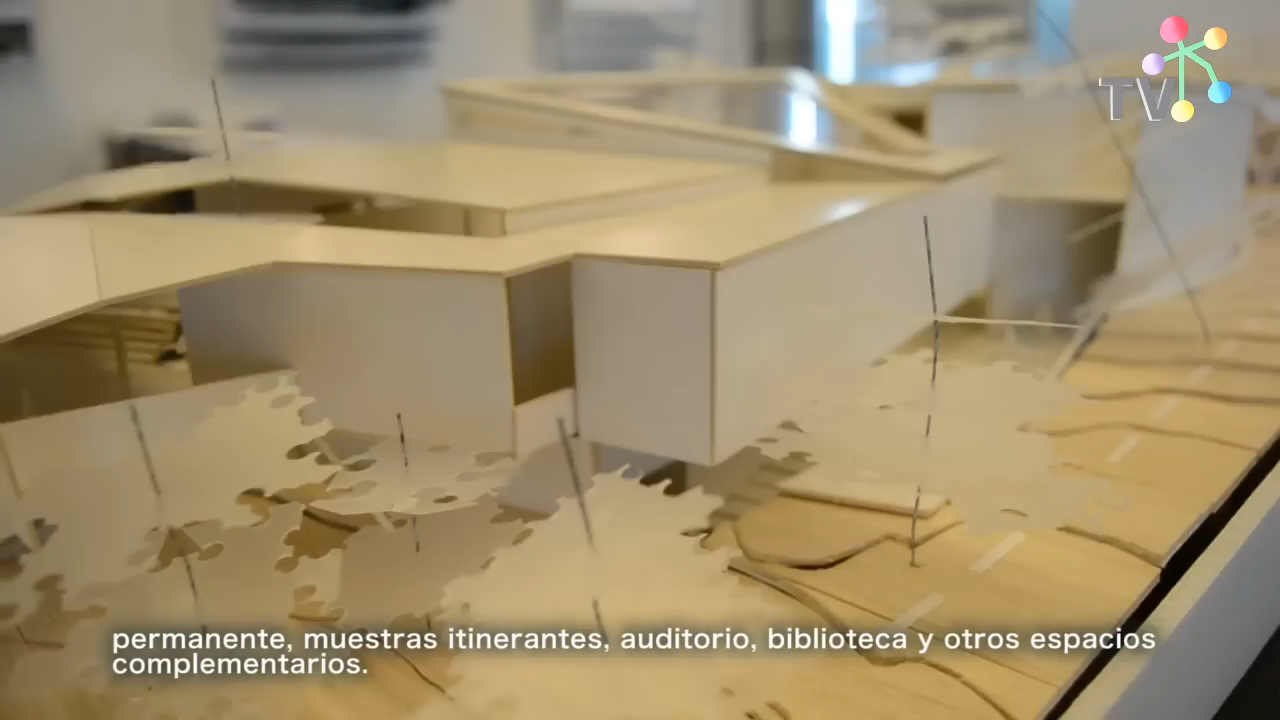 TV
permanente, muestras itinerantes, auditorio, biblioteca y otros espacios
complementarios.